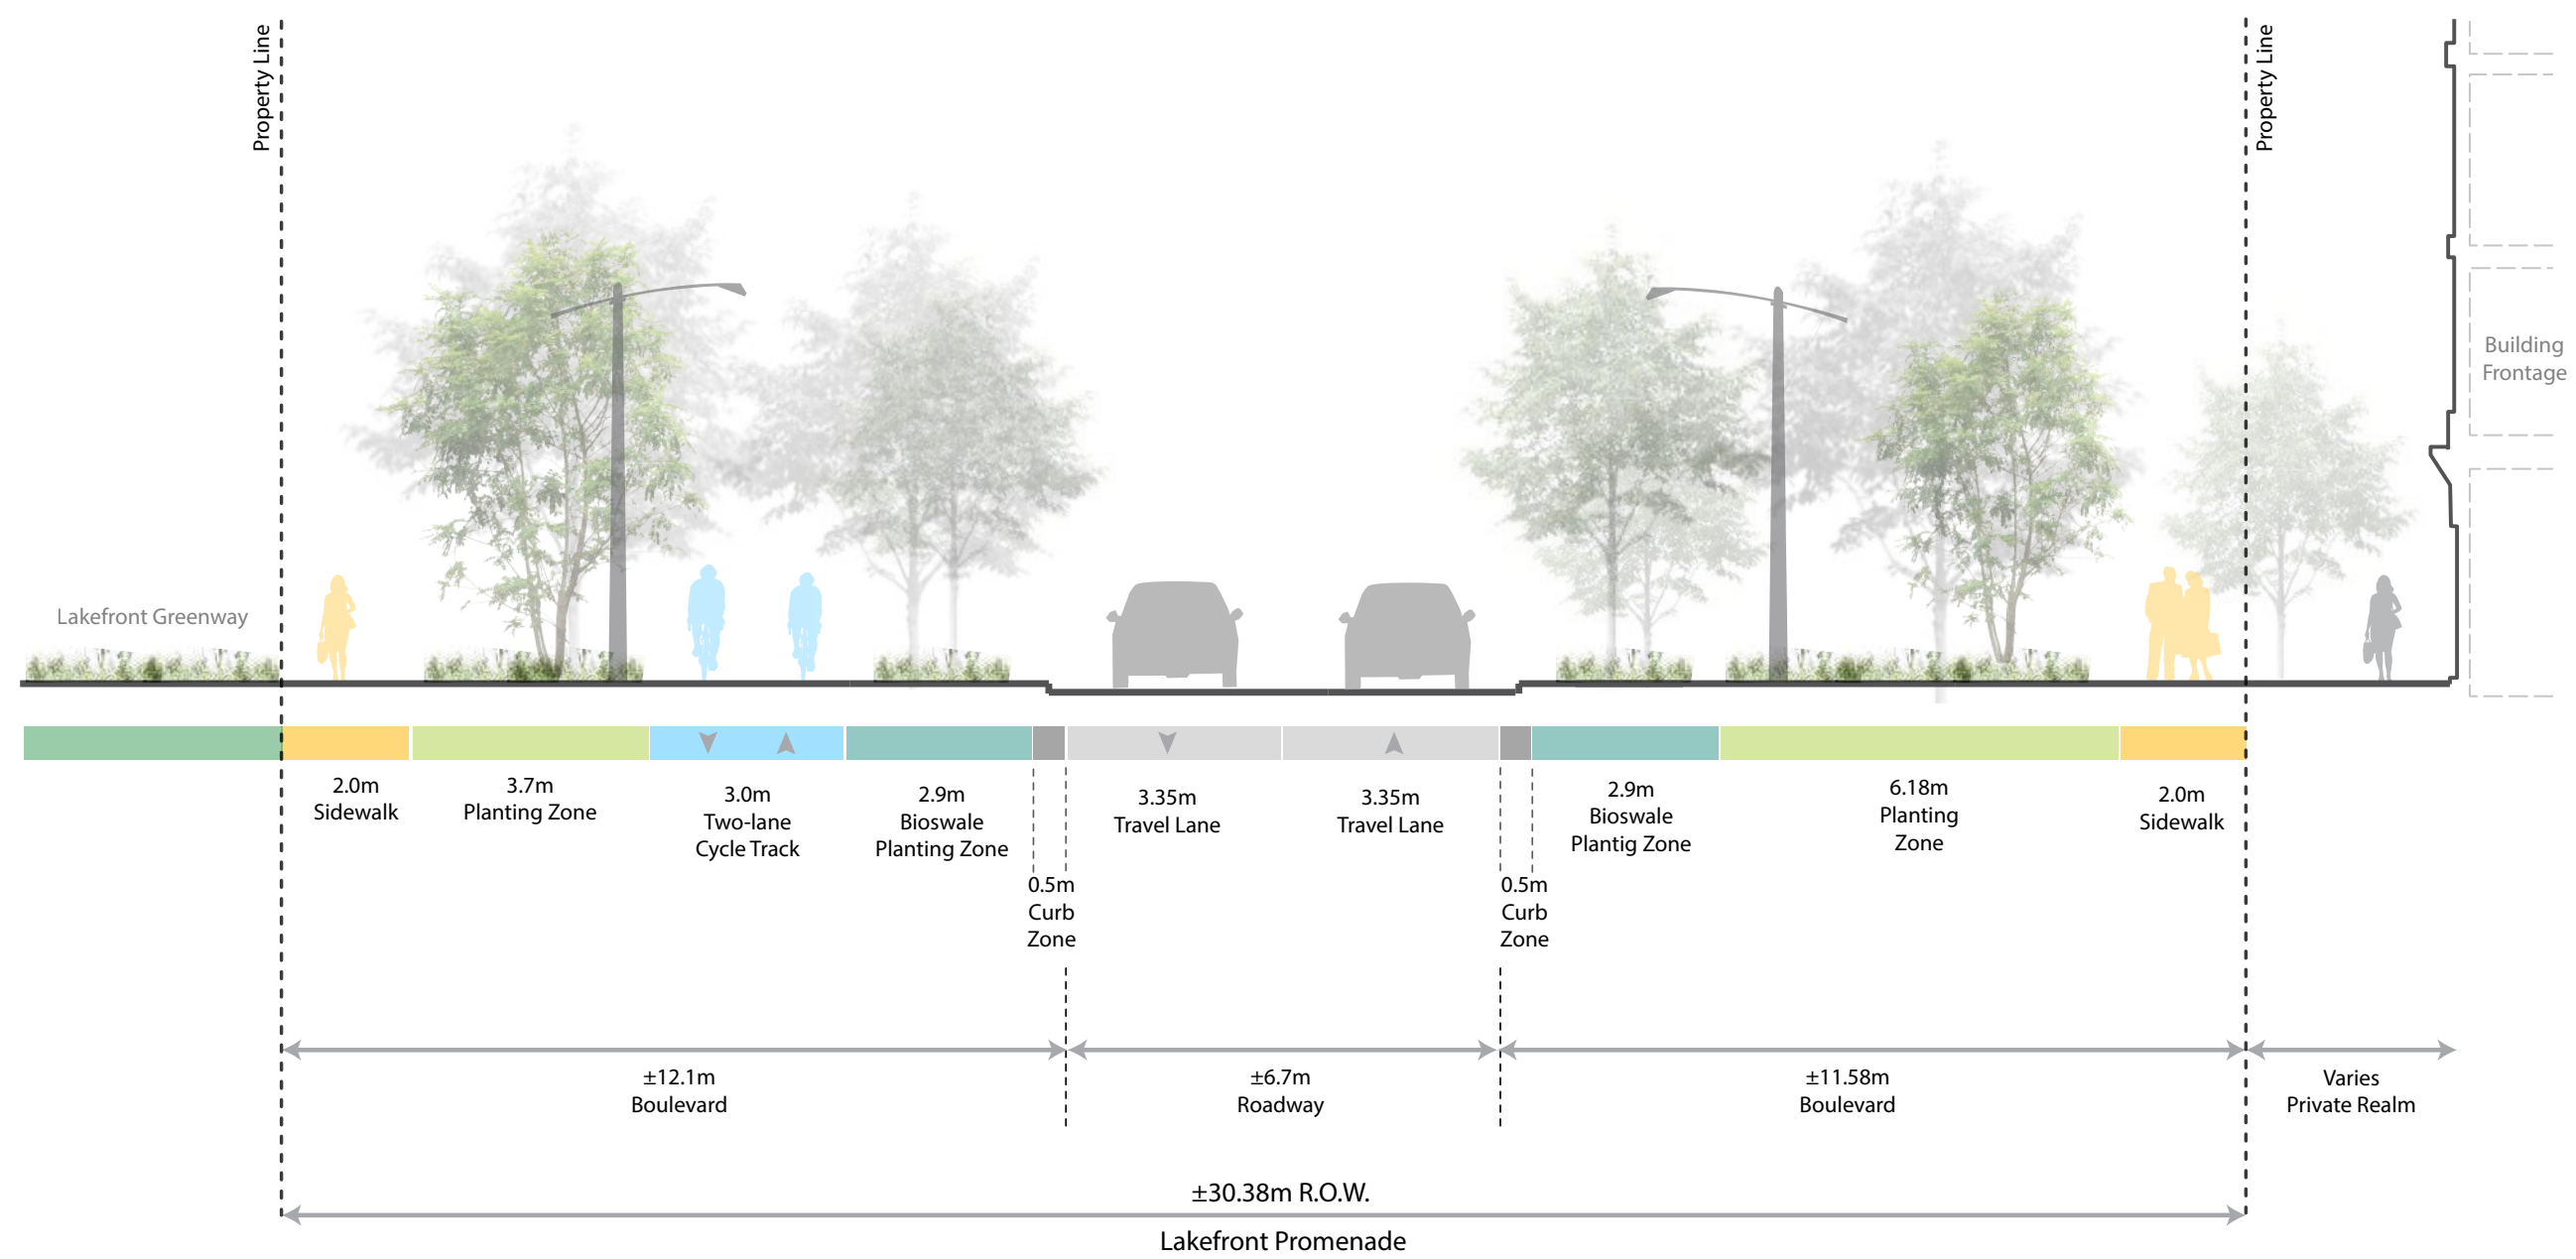 Property Line
Property Line
Building
Frontage
Lakefront Greenway
2.0m
Sidewalk
3.7m
Planting Zone
3.0m
Two-lane
Cycle Track
2.9m
Bioswale
Planting Zone
0.5m
Curb
Zone
3.35m
Travel Lane
3.35m
Travel Lane
0.5m
Curb
Zone
2.9m
Bioswale
Plantig Zone
6.18m
Planting
Zone
2.0m
Sidewalk
±12.1m
Boulevard
±6.7m
Roadway
±11.58m
Boulevard
Varies
Private Realm
±30.38m R.O.W.
Lakefront Promenade